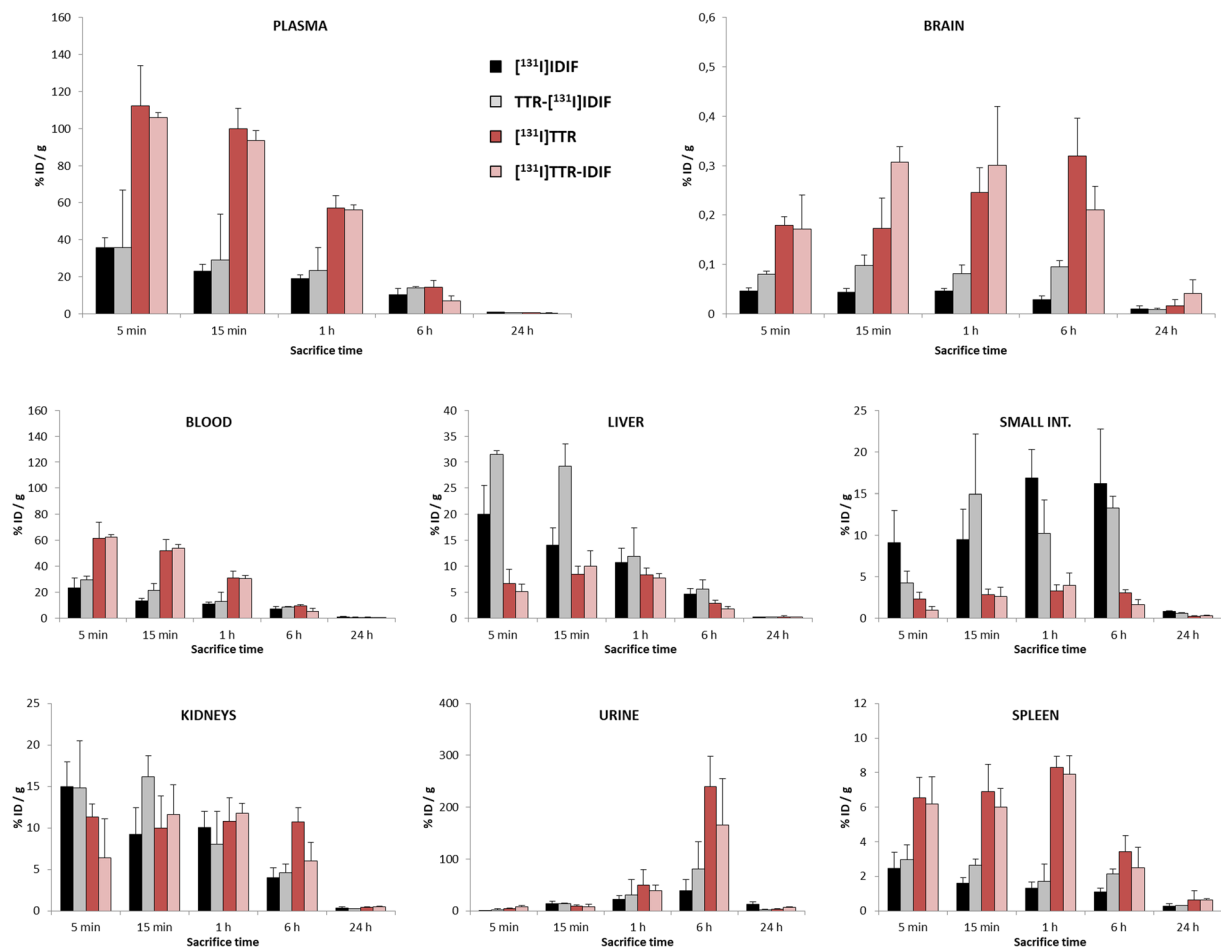 PLASMA
% ID / g
160
140
120
100
80
60
40
20
0
5 min 15 min 1 h 6 h 24 h
Sacrifice time
[¹³¹I]IDIF
TTR-[¹³¹I]IDIF
[¹³¹I]TTR
[¹³¹I]TTR-IDIF
BRAIN
% ID / g
0,6
0,5
0,4
0,3
0,2
0,1
0
5 min 15 min 1 h 6 h 24 h
Sacrifice time
BLOOD
% ID / g
160
140
120
100
80
60
40
20
0
5 min 15 min 1 h 6 h 24 h
Sacrifice time
LIVER
% ID / g
40
35
30
25
20
15
10
5
0
5 min 15 min 1 h 6 h 24 h
Sacrifice time
SMALL INT.
% ID / g
25
20
15
10
5
0
5 min 15 min 1 h 6 h 24 h
Sacrifice time
KIDNEYS
% ID / g
25
20
15
10
5
0
5 min 15 min 1 h 6 h 24 h
Sacrifice time
URINE
% ID / g
400
300
200
100
0
5 min 15 min 1 h 6 h 24 h
Sacrifice time
SPLEEN
% ID / g
12
10
8
6
4
2
0
5 min 15 min 1 h 6 h 24 h
Sacrifice time